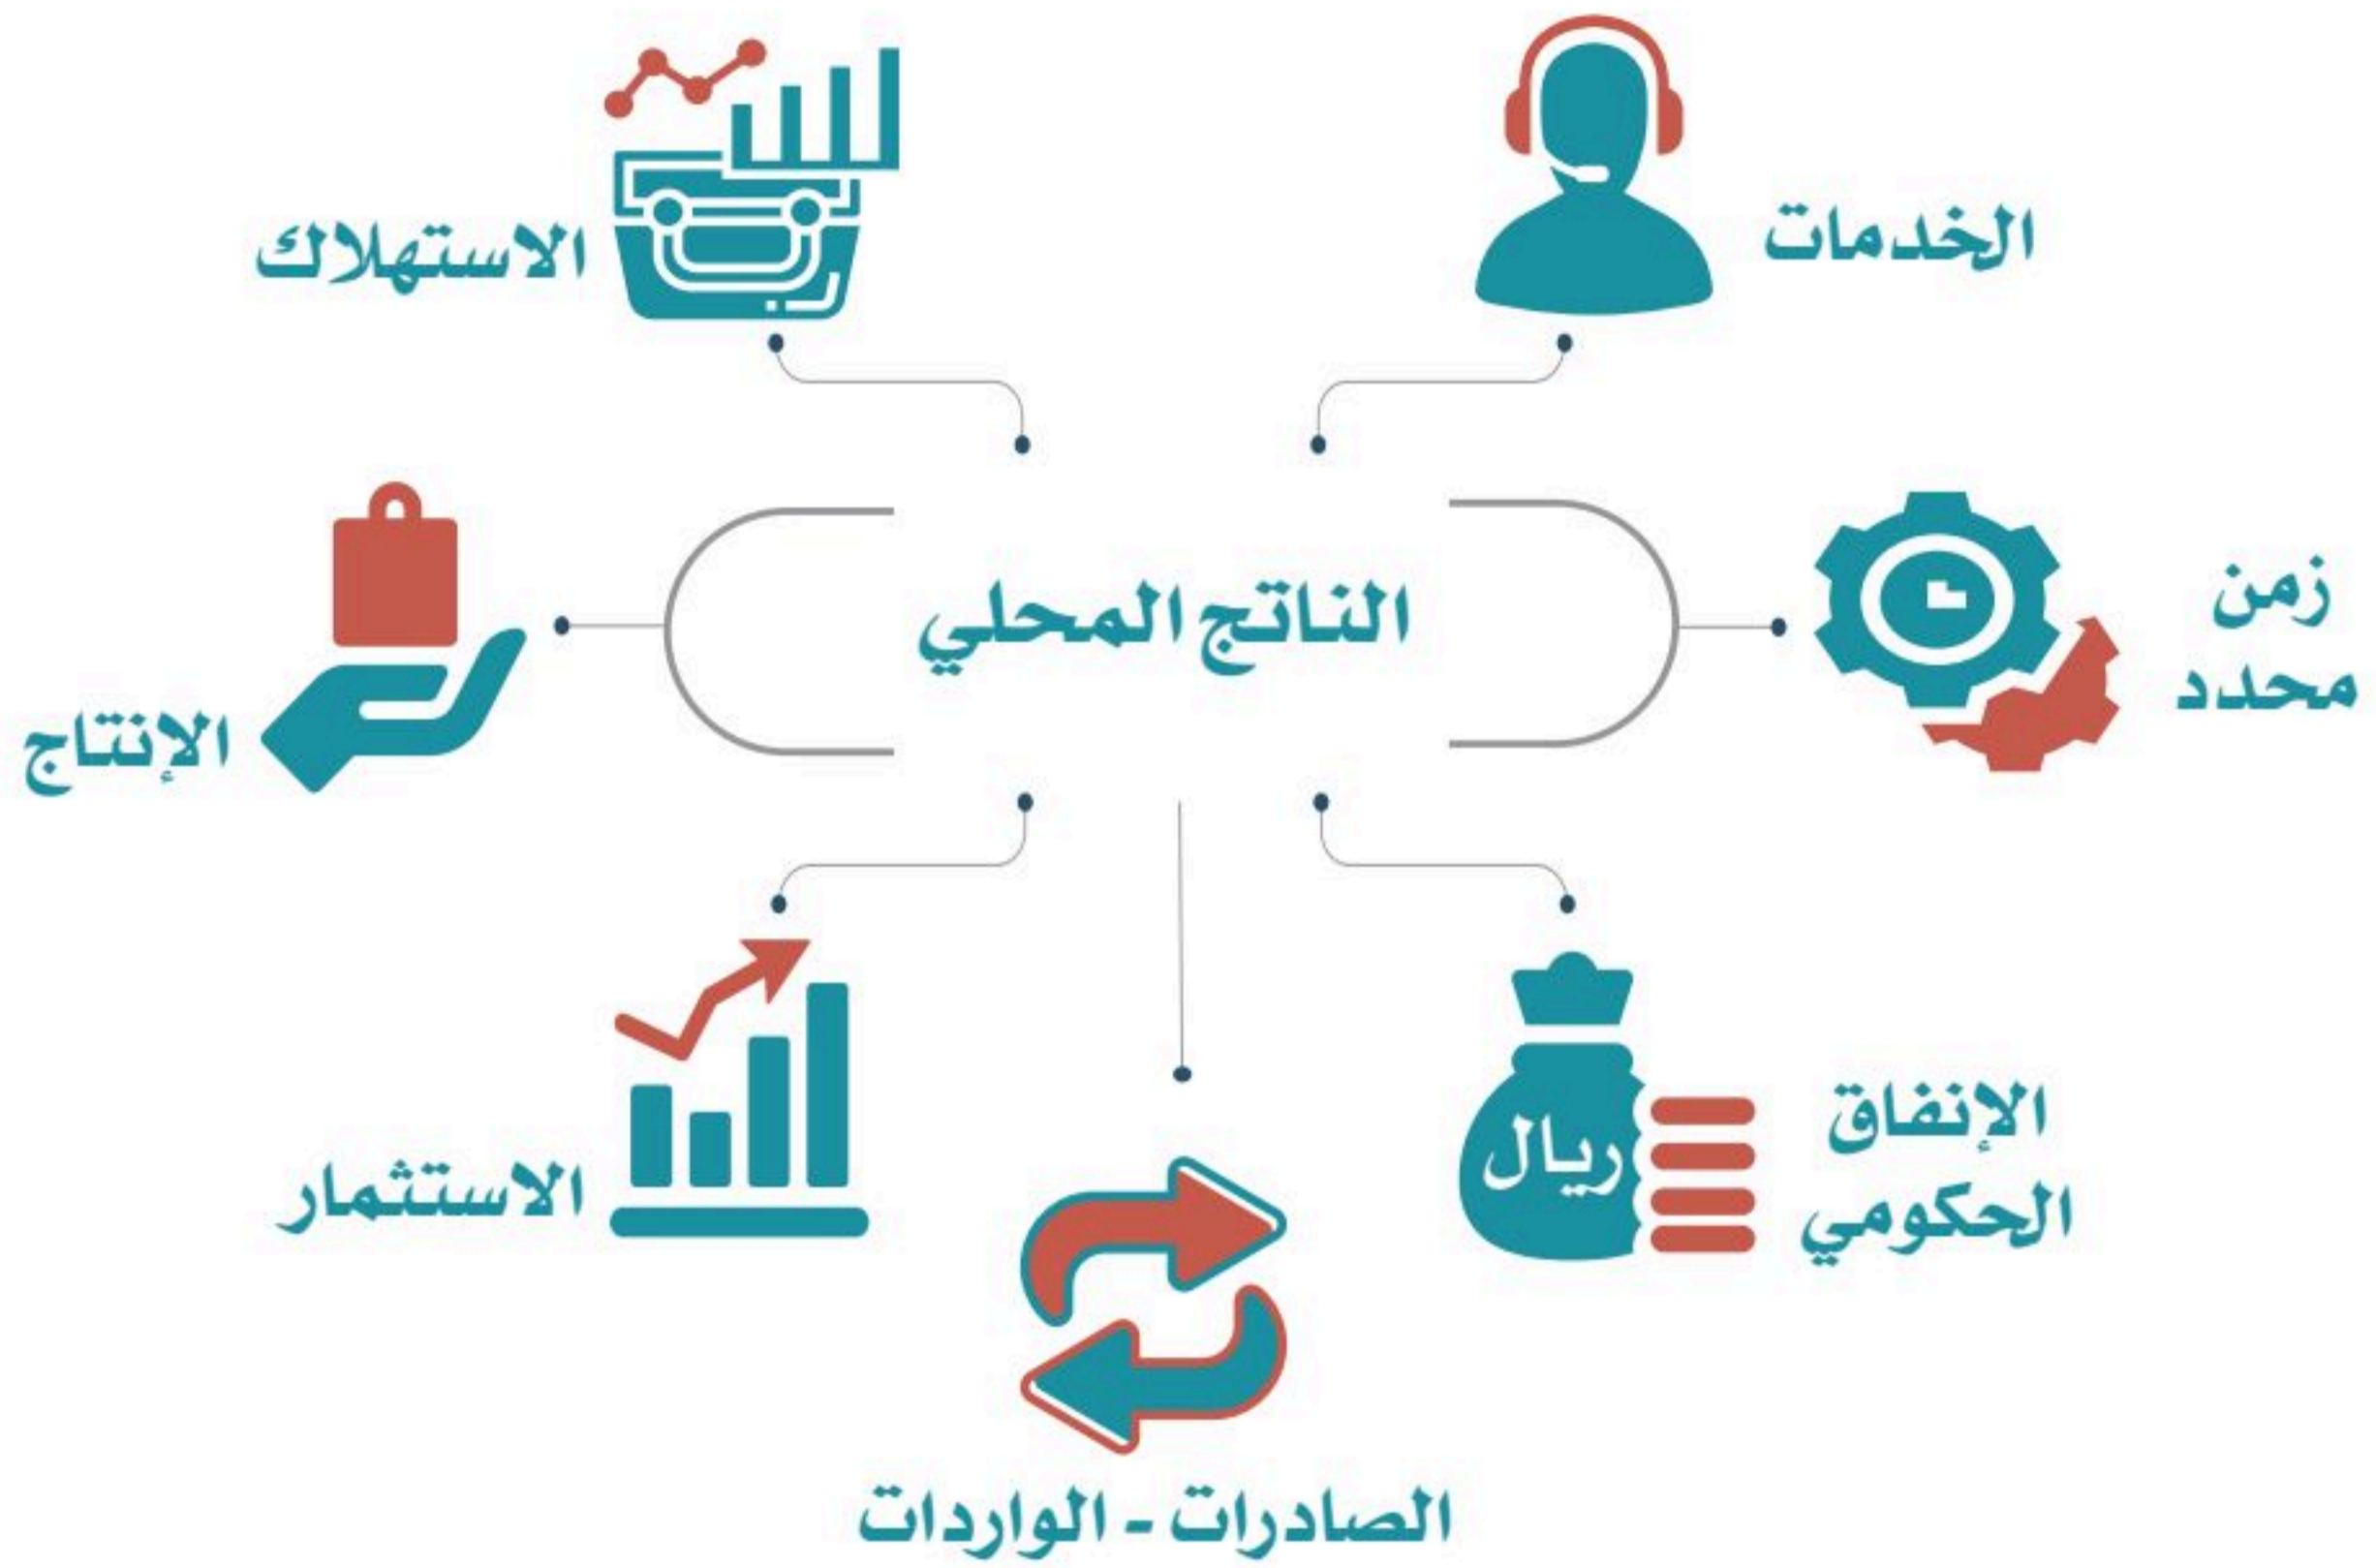 الخدمات
الاستهلاك
زمن
محدد
الناتج المحلي
الإنتاج
الإنفاق
الحكومي
ريال
الاستثمار
الصادرات - الواردات